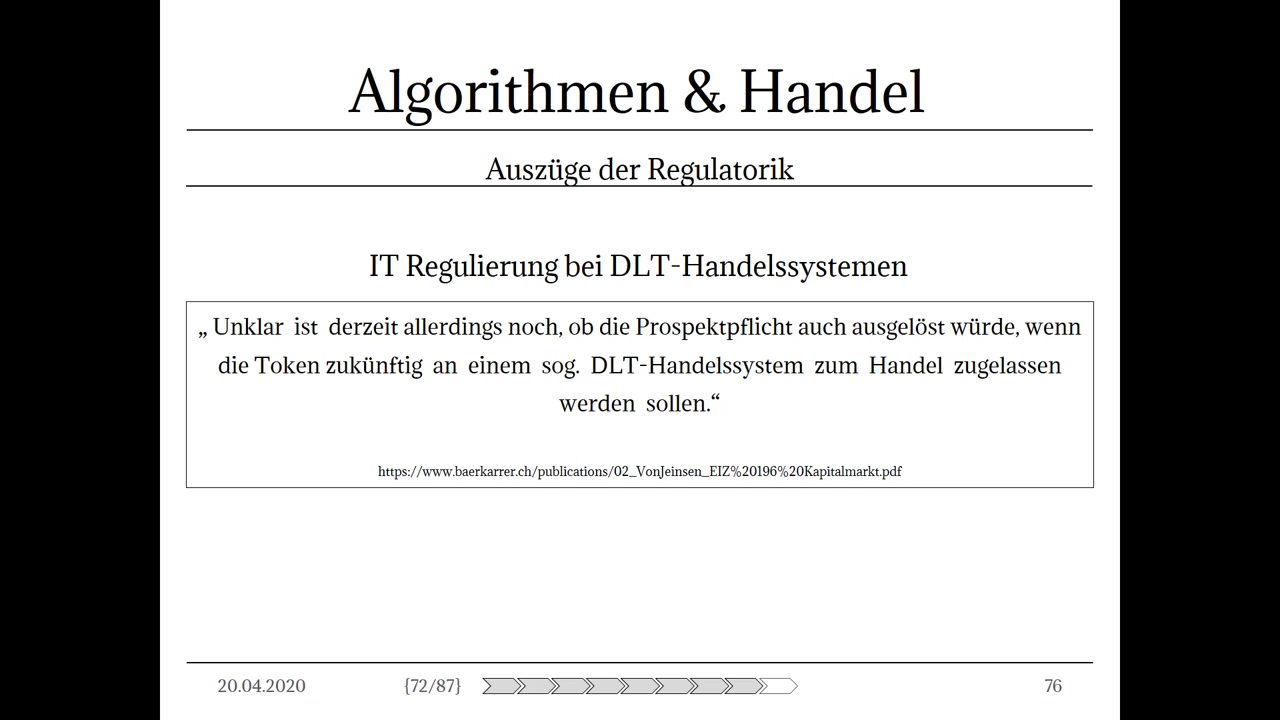 Algorithmen & Handel
Auszüge der Regulatorik
IT Regulierung bei DLT-Handelssystemen
„ Unklar ist derzeit allerdings noch, ob die Prospektpflicht auch ausgelöst würde, wenn
die Token zukünftig an einem sog. DLT-Handelssystem zum Handel zugelassen
werden sollen.“
https://www.baerkarrer.ch/publications/02_VonJeinsen_EIZ%20196%20Kapitalmarkt.pdf
20.04.2020 {72/87} 76